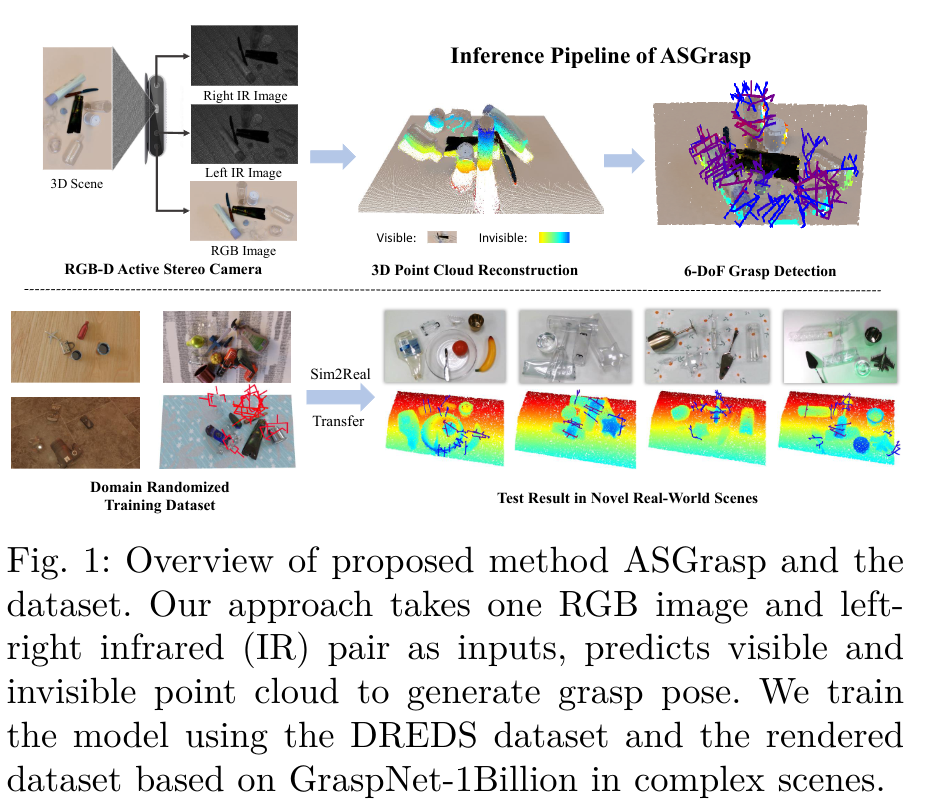 Inference Pipeline of ASGrasp
Right IR Image
Left IR Image
3D Scene
RGB Image
Visible:
Invisible:
RGB-D Active Stereo Camera
3D Point Cloud Reconstruction
6-DoF Grasp Detection
Sim2Real
Transfer
Domain Randomized
Training Dataset
Test Result in Novel Real-World Scenes
Fig. 1: Overview of proposed method ASGrasp and the
dataset. Our approach takes one RGB image and left-
right infrared (IR) pair as inputs, predicts visible and
invisible point cloud to generate grasp pose. We train
the model using the DREDS dataset and the rendered
dataset based on GraspNet-1Billion in complex scenes.